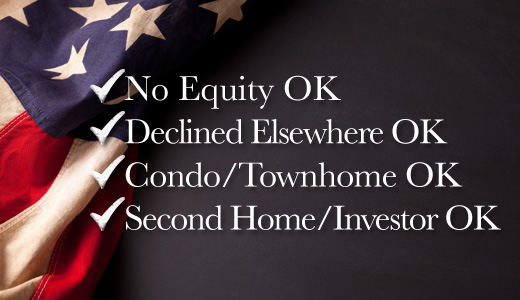 No Equity OK
Declined Elsewhere OK
Condo/Townhome OK
Second Home/Investor OK